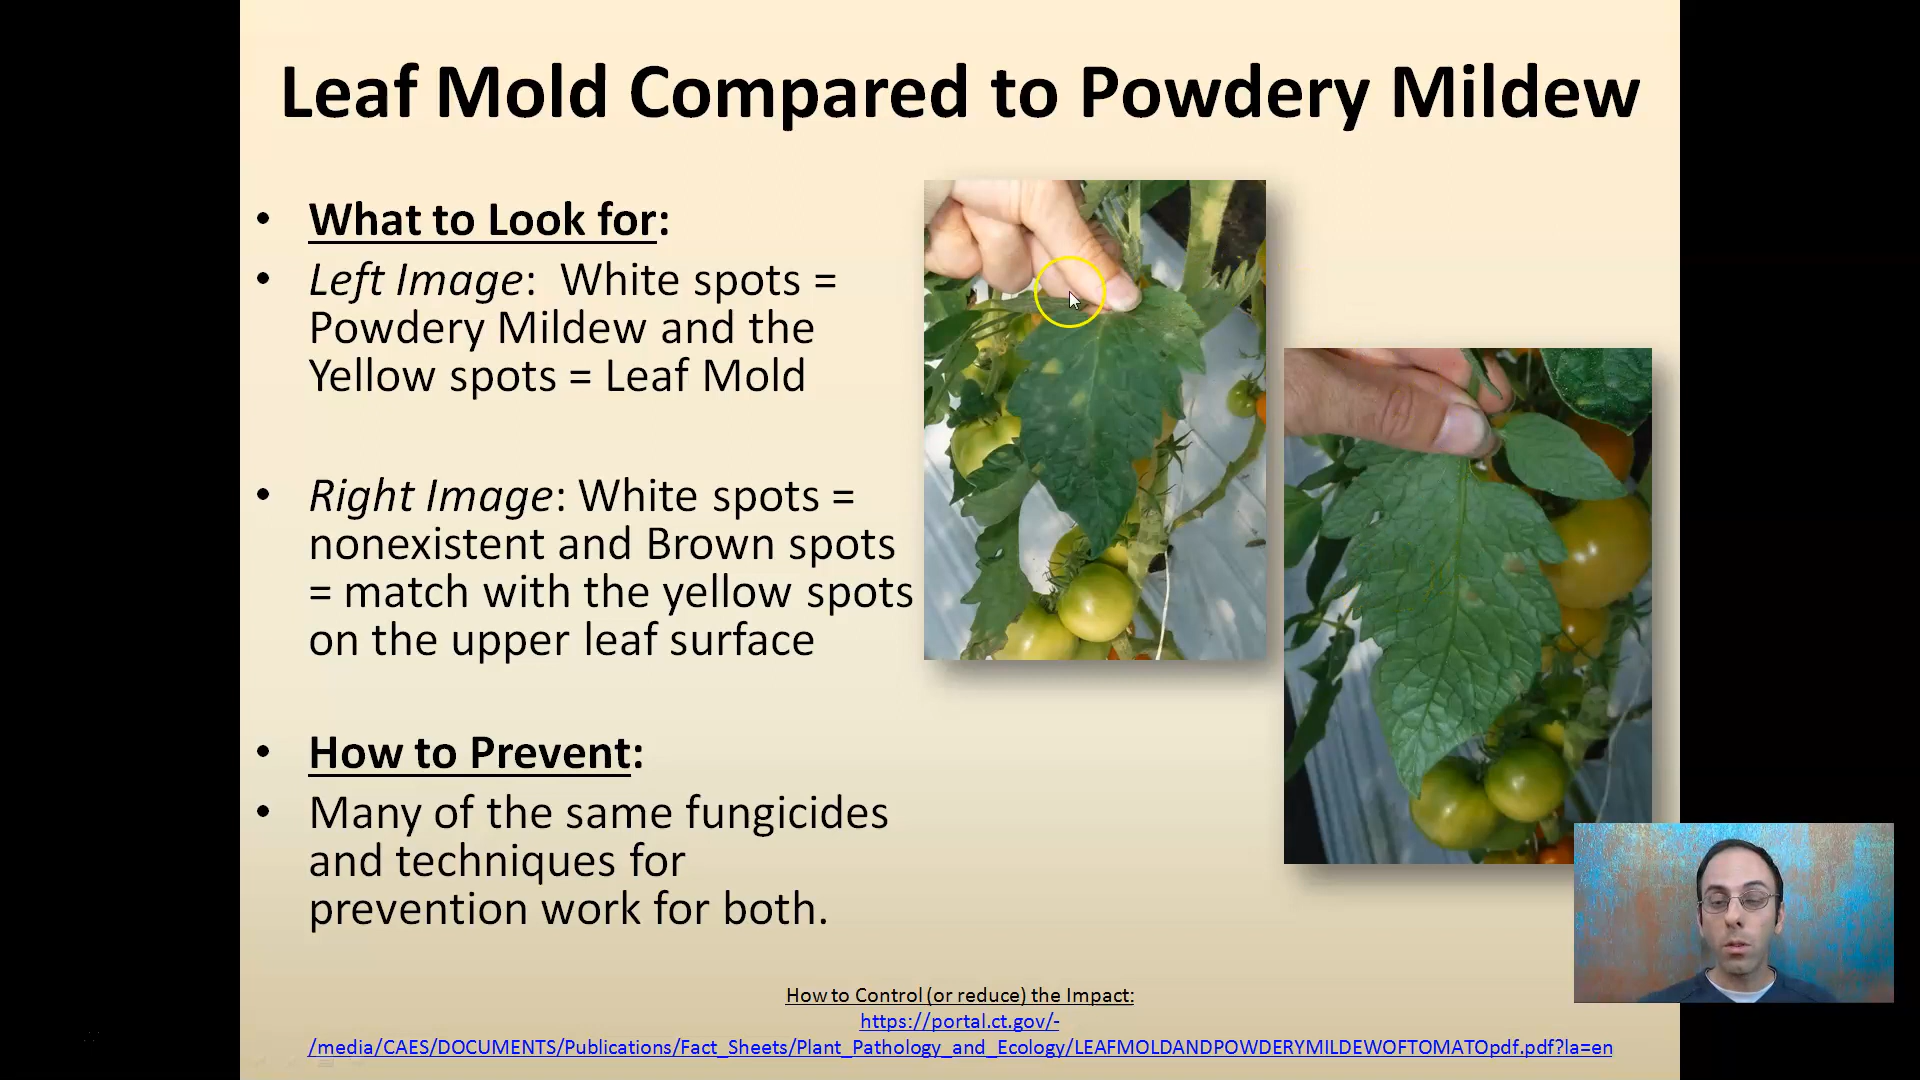 Leaf Mold Compared to Powdery Mildew
• What to Look for:
• Left Image:  White spots =
Powdery Mildew and the
Yellow spots = Leaf Mold
• Right Image: White spots =
nonexistent and Brown spots
= match with the yellow spots
on the upper leaf surface
• How to Prevent:
• Many of the same fungicides
and techniques for
prevention work for both.
How to Control (or reduce) the Impact:
https://portal.ct.gov/-
/media/CAES/DOCUMENTS/Publications/Fact_Sheets/Plant_Pathology_and_Ecology/LEAFMOLDANDPOWDERYMILDEWOFTOMATOpdf.pdf?la=en